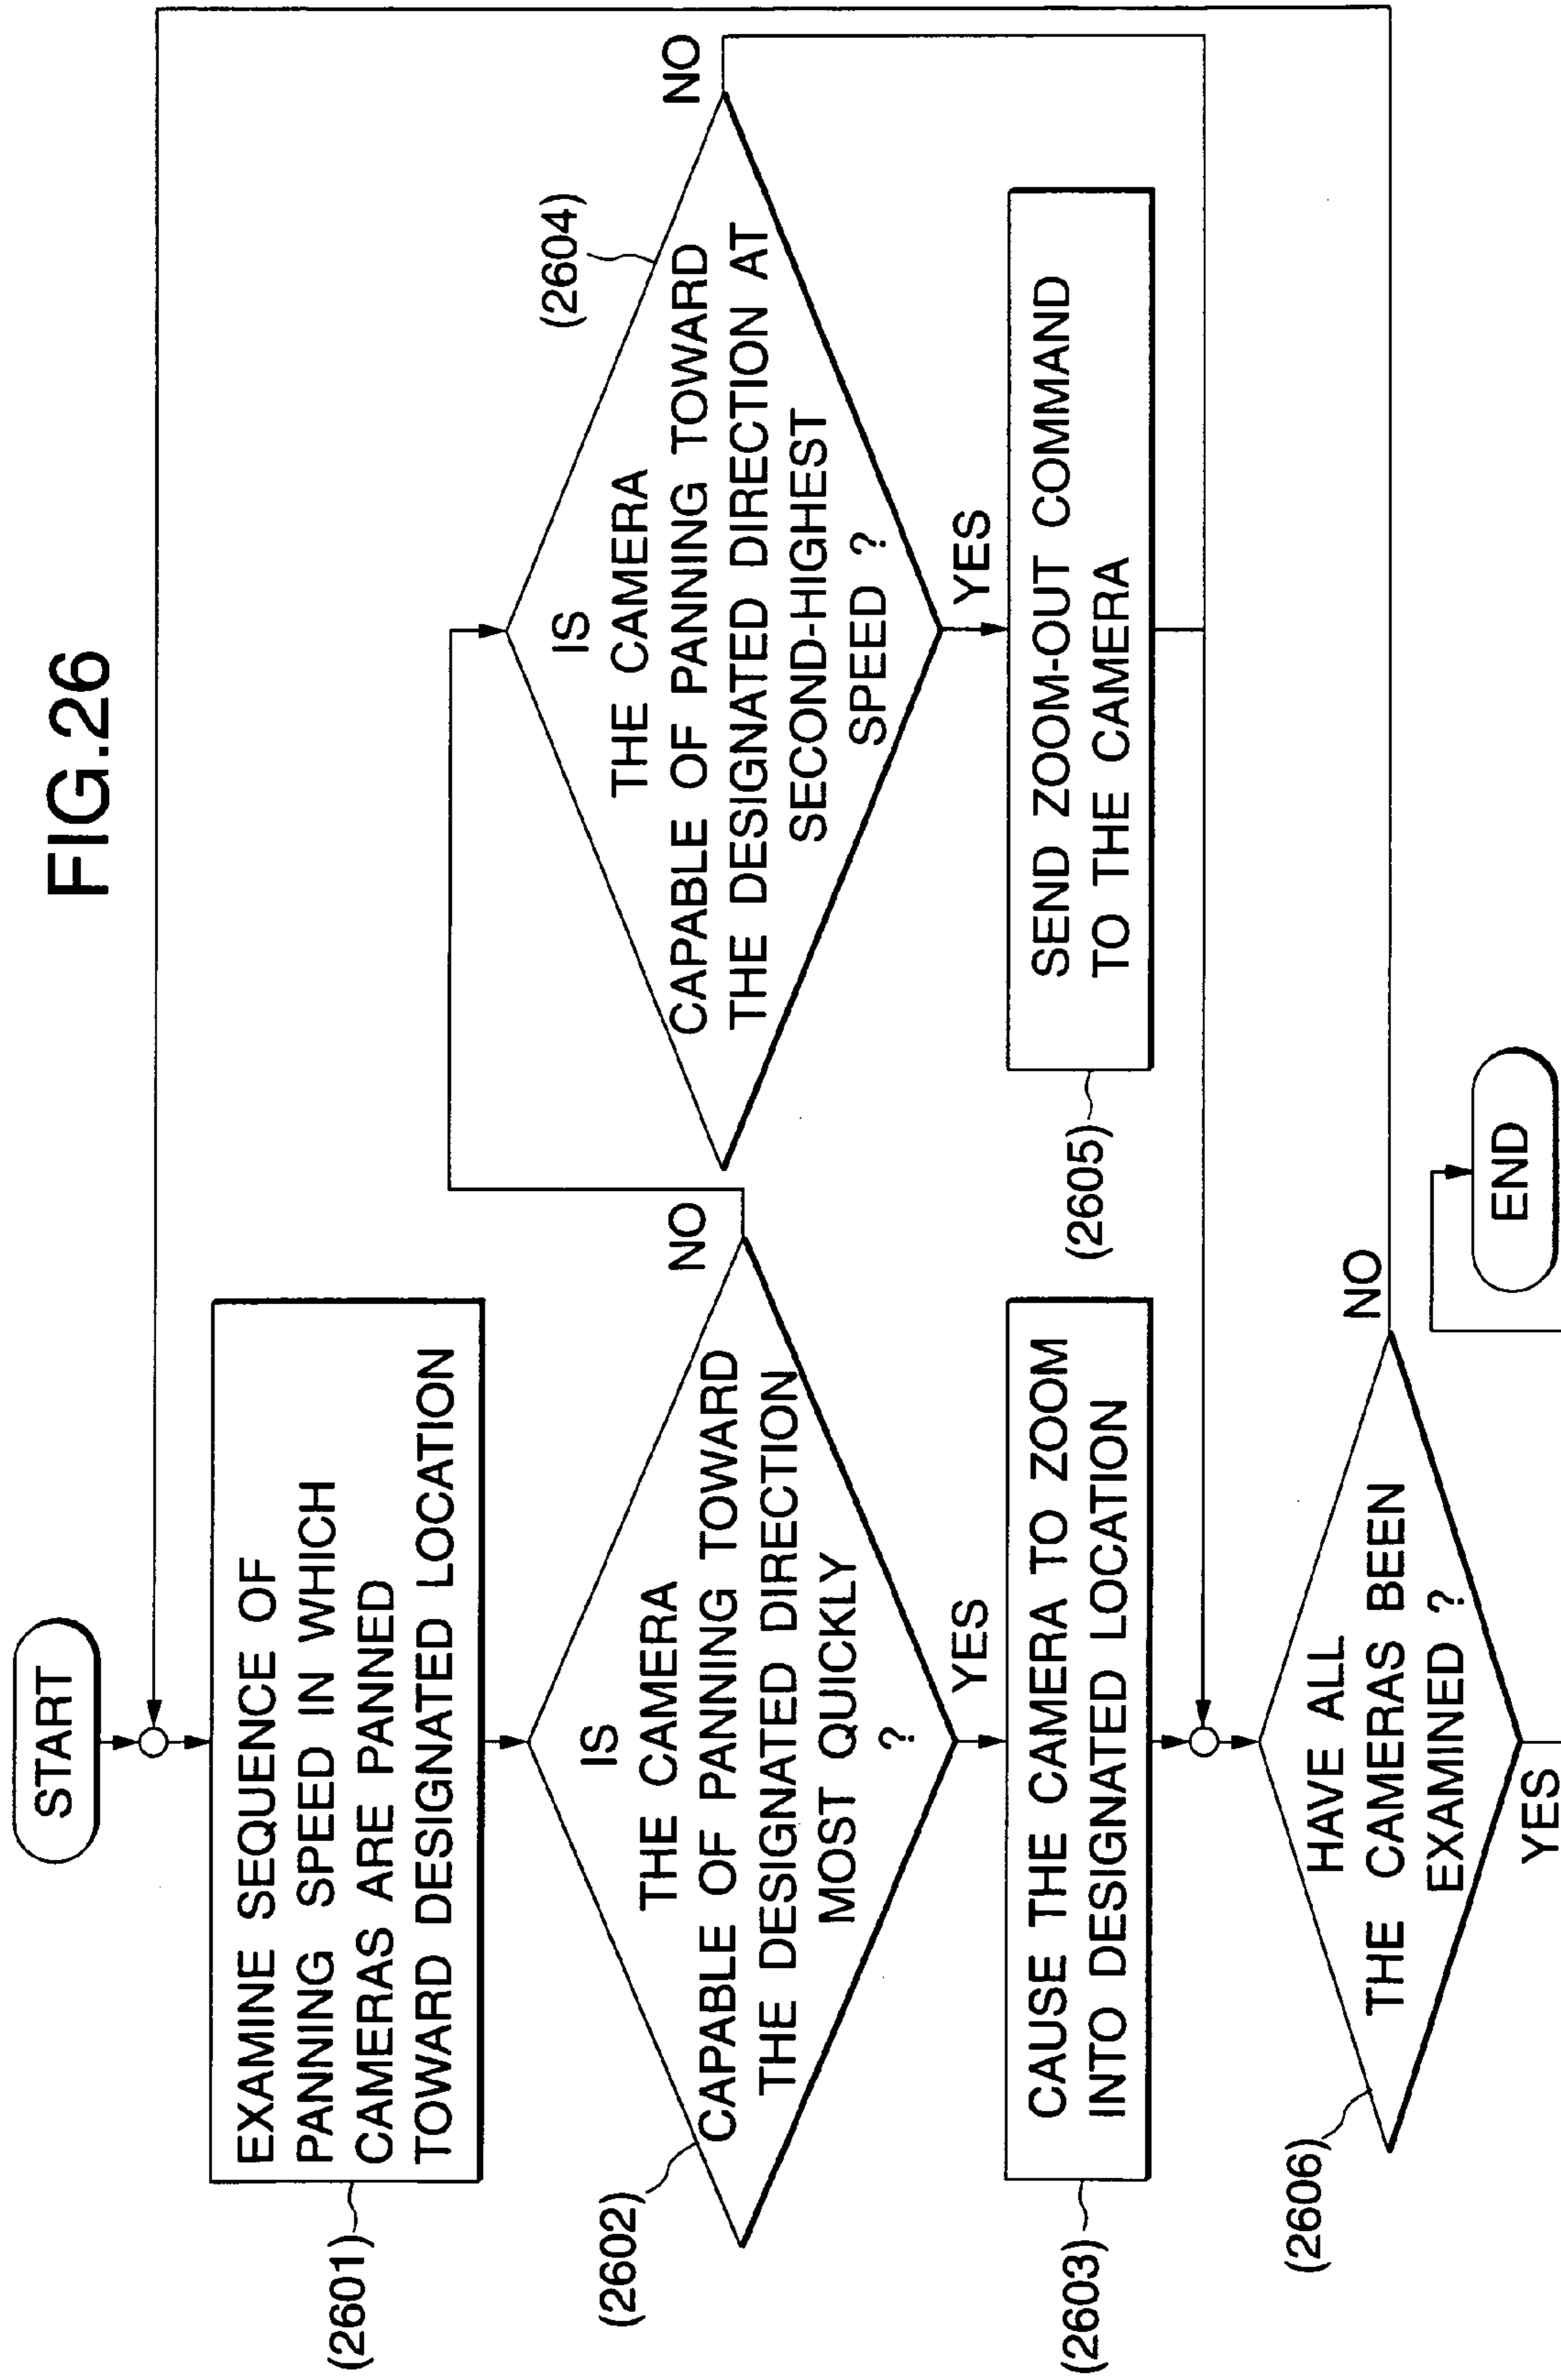 FIG.26
START
(2601)
EXAMINE SEQUENCE OF
PANNING SPEED IN WHICH
CAMERAS ARE PANNED
TOWARD DESIGNATED LOCATION
(2602)
IS
THE CAMERA
CAPABLE OF PANNING TOWARD
THE DESIGNATED DIRECTION
MOST QUICKLY
?
NO
YES
(2603)
CAUSE THE CAMERA TO ZOOM
INTO DESIGNATED LOCATION
(2604)
IS
THE CAMERA
CAPABLE OF PANNING TOWARD
THE DESIGNATED DIRECTION AT
SECOND-HIGHEST
SPEED ?
NO
YES
(2605)
SEND ZOOM-OUT COMMAND
TO THE CAMERA
(2606)
HAVE ALL
THE CAMERAS BEEN
EXAMINED ?
NO
YES
END